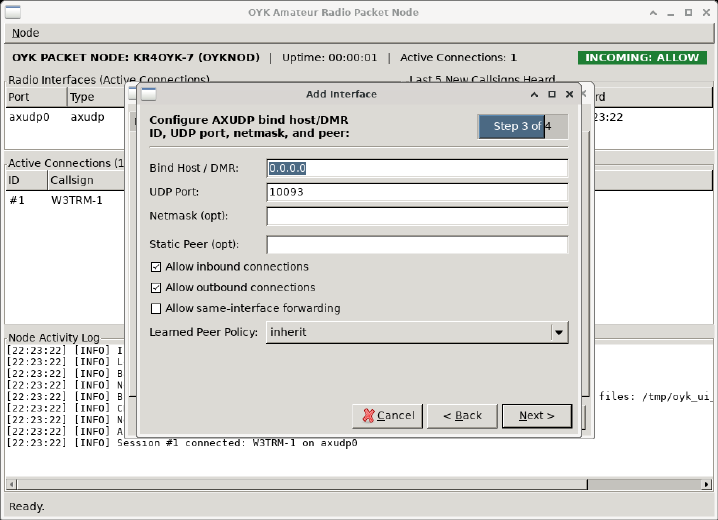 OYK Amateur Radio Packet Node
Node
OYK PACKET NODE: KR4OYK-7 (OYKNOD) | Uptime: 00:00:01 | Active Connections: 1 INCOMING: ALLOW
Radio Interfaces (Active Connections) Last 5 New Callsigns Heard
Port Type
axudp0 axudp 23:22
Add Interface
Configure AXUDP bind host/DMR
ID, UDP port, netmask, and peer:
Step 3 of 4
Bind Host / DMR: 0.0.0.0
UDP Port: 10093
Netmask (opt):
Static Peer (opt):
Allow inbound connections
Allow outbound connections
Allow same-interface forwarding
Learned Peer Policy: inherit
Cancel < Back Next >
Active Connections (1
ID Callsign
#1 W3TRM-1
Node Activity Log
[22:23:22] [INFO] I
[22:23:22] [INFO] L
[22:23:22] [INFO] B
[22:23:22] [INFO] N
[22:23:22] [INFO] B files: /tmp/oyk_ui_
[22:23:22] [INFO] C
[22:23:22] [INFO] N
[22:23:22] [INFO] A
[22:23:22] [INFO] Session #1 connected: W3TRM-1 on axudp0
Ready.